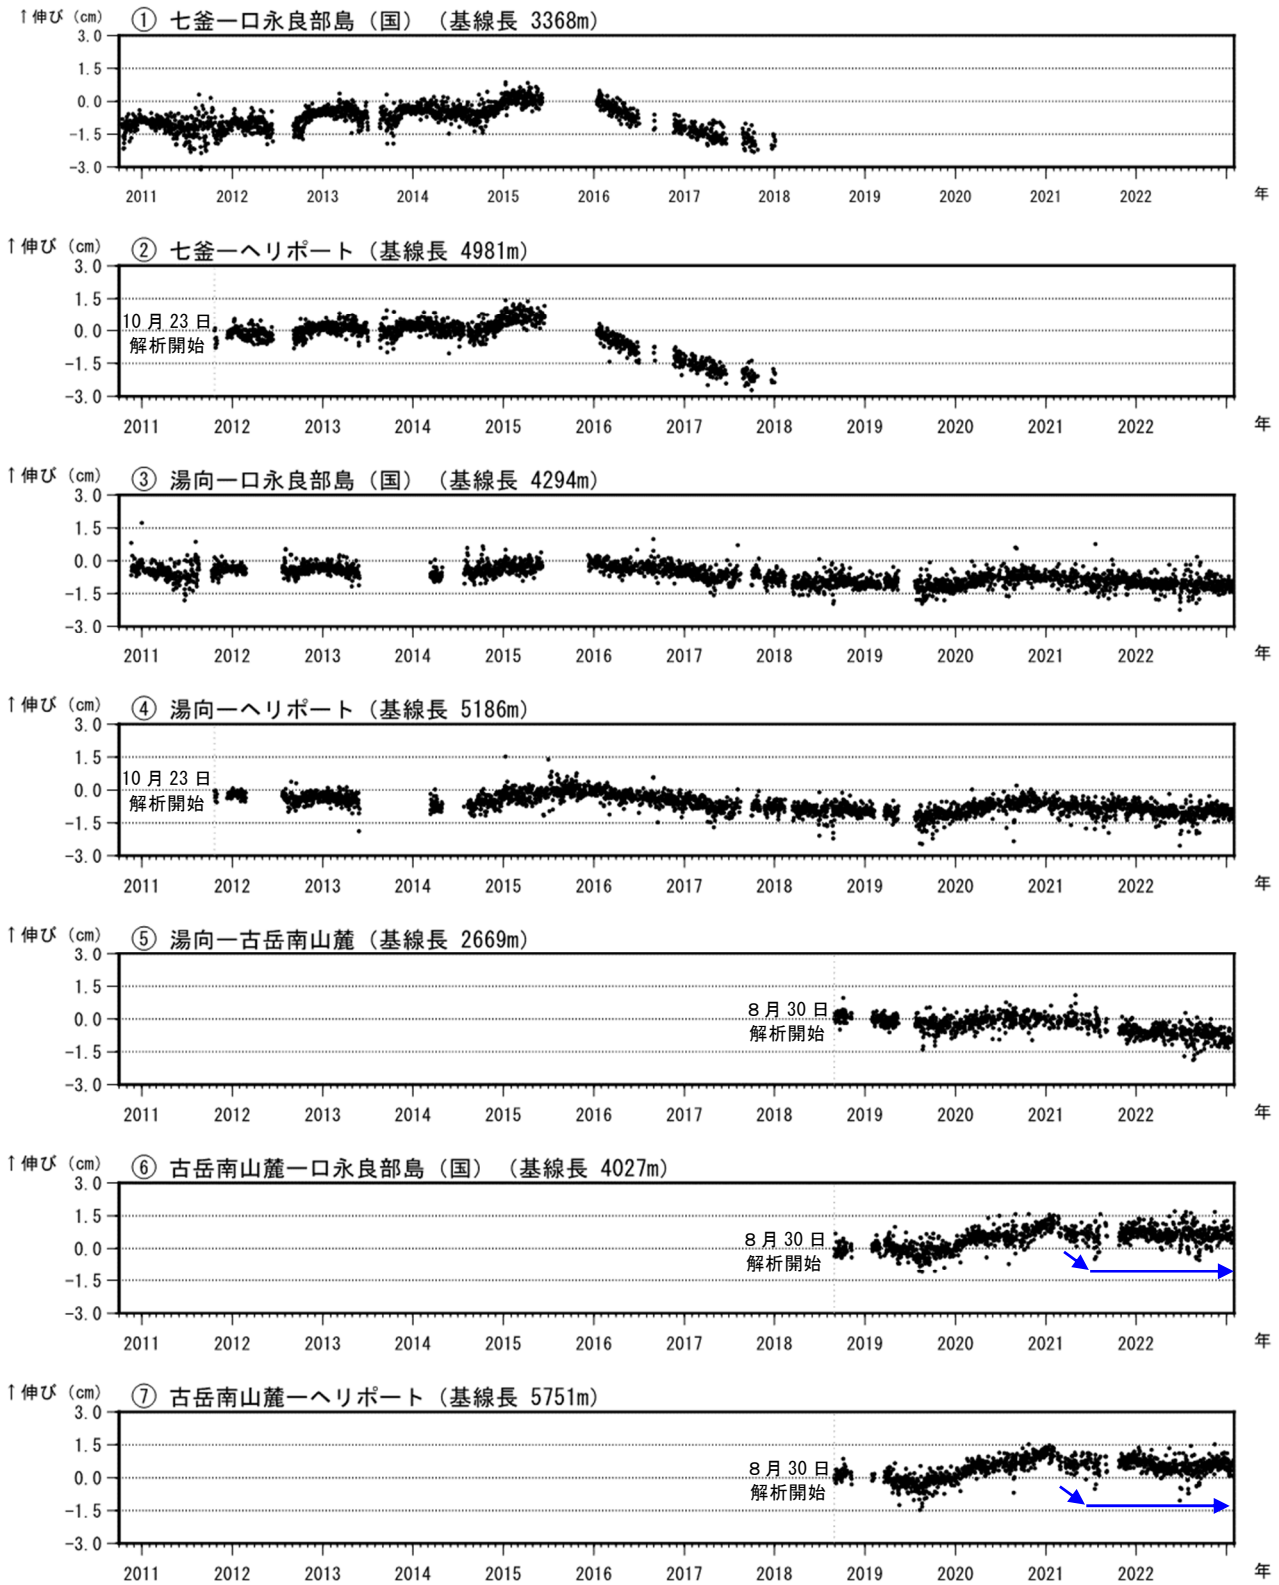 ↑伸び (cm) ① 七釜ー口永良部島（国）（基線長 3368m）
3.0
1.5
0.0
-1.5
-3.0
2011 2012 2013 2014 2015 2016 2017 2018 2019 2020 2021 2022 年
↑伸び (cm) ② 七釜ーヘリポート（基線長 4981m）
3.0
1.5
10月23日
0.0
解析開始
-1.5
-3.0
2011 2012 2013 2014 2015 2016 2017 2018 2019 2020 2021 2022 年
↑伸び (cm) ③ 湯向ー口永良部島（国）（基線長 4294m）
3.0
1.5
0.0
-1.5
-3.0
2011 2012 2013 2014 2015 2016 2017 2018 2019 2020 2021 2022 年
↑伸び (cm) ④ 湯向ーヘリポート（基線長 5186m）
3.0
1.5
10月23日
0.0
解析開始
-1.5
-3.0
2011 2012 2013 2014 2015 2016 2017 2018 2019 2020 2021 2022 年
↑伸び (cm) ⑤ 湯向ー古岳南山麓（基線長 2669m）
3.0
1.5
8月30日
0.0
解析開始
-1.5
-3.0
2011 2012 2013 2014 2015 2016 2017 2018 2019 2020 2021 2022 年
↑伸び (cm) ⑥ 古岳南山麓ー口永良部島（国）（基線長 4027m）
3.0
1.5
8月30日
0.0
解析開始
-1.5
-3.0
2011 2012 2013 2014 2015 2016 2017 2018 2019 2020 2021 2022 年
↑伸び (cm) ⑦ 古岳南山麓ーヘリポート（基線長 5751m）
3.0
1.5
8月30日
0.0
解析開始
-1.5
-3.0
2011 2012 2013 2014 2015 2016 2017 2018 2019 2020 2021 2022 年